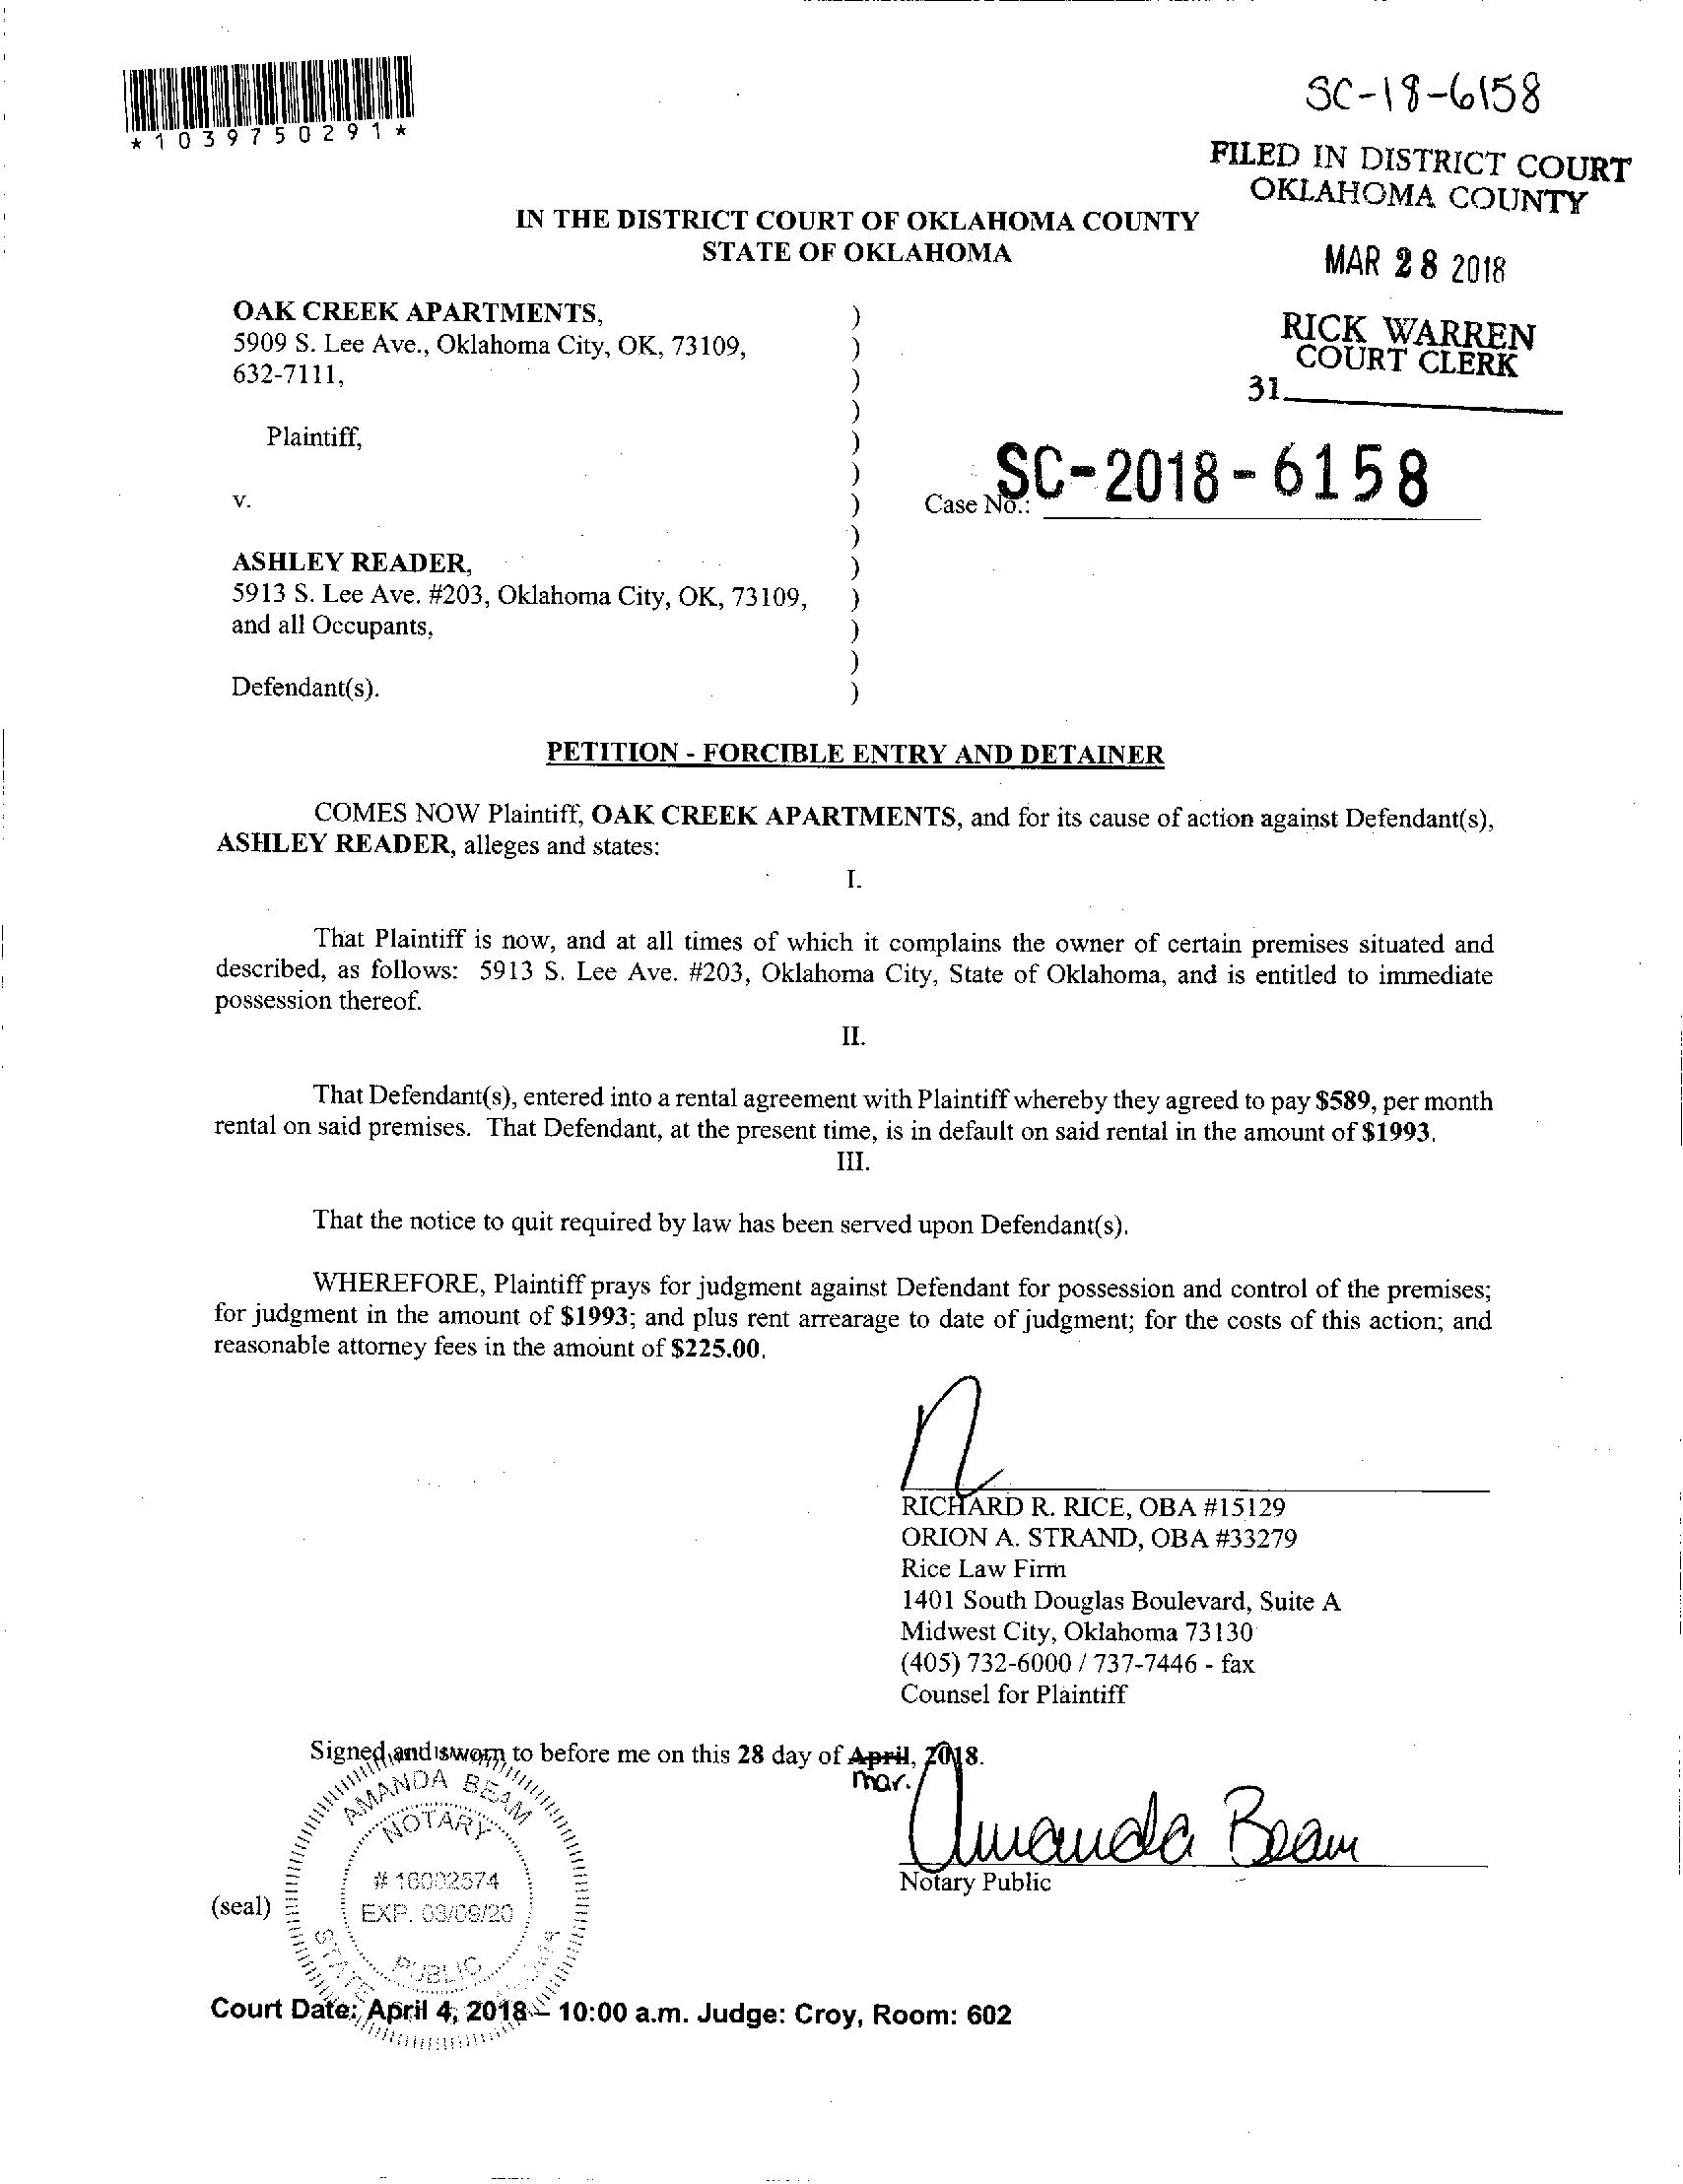 *1039750291*
SC-18-6158
FILED IN DISTRICT COURT
OKLAHOMA COUNTY
MAR 28 2018
RICK WARREN
COURT CLERK
31
IN THE DISTRICT COURT OF OKLAHOMA COUNTY
STATE OF OKLAHOMA
OAK CREEK APARTMENTS, )
5909 S. Lee Ave., Oklahoma City, OK, 73109, )
632-7111, )
)
Plaintiff, )
)
v. ) Case No.: SC-2018-6158
)
ASHLEY READER, )
5913 S. Lee Ave. #203, Oklahoma City, OK, 73109, )
and all Occupants, )
)
Defendant(s). )
PETITION - FORCIBLE ENTRY AND DETAINER
COMES NOW Plaintiff, OAK CREEK APARTMENTS, and for its cause of action against Defendant(s),
ASHLEY READER, alleges and states:
I.
That Plaintiff is now, and at all times of which it complains the owner of certain premises situated and
described, as follows: 5913 S. Lee Ave. #203, Oklahoma City, State of Oklahoma, and is entitled to immediate
possession thereof.
II.
That Defendant(s), entered into a rental agreement with Plaintiff whereby they agreed to pay $589, per month
rental on said premises. That Defendant, at the present time, is in default on said rental in the amount of $1993.
III.
That the notice to quit required by law has been served upon Defendant(s).
WHEREFORE, Plaintiff prays for judgment against Defendant for possession and control of the premises;
for judgment in the amount of $1993; and plus rent arrearage to date of judgment; for the costs of this action; and
reasonable attorney fees in the amount of $225.00.
RICHARD R. RICE, OBA #15129
ORION A. STRAND, OBA #33279
Rice Law Firm
1401 South Douglas Boulevard, Suite A
Midwest City, Oklahoma 73130
(405) 732-6000 / 737-7446 - fax
Counsel for Plaintiff
Signed and sworn to before me on this 28 day of April, 2018.
mar.
Amanda Beam
Notary Public
AMANDA BEAM
NOTARY
# 16002574
EXP. 03/09/20
PUBLIC
STATE
(seal)
Court Date: April 4, 2018 – 10:00 a.m. Judge: Croy, Room: 602